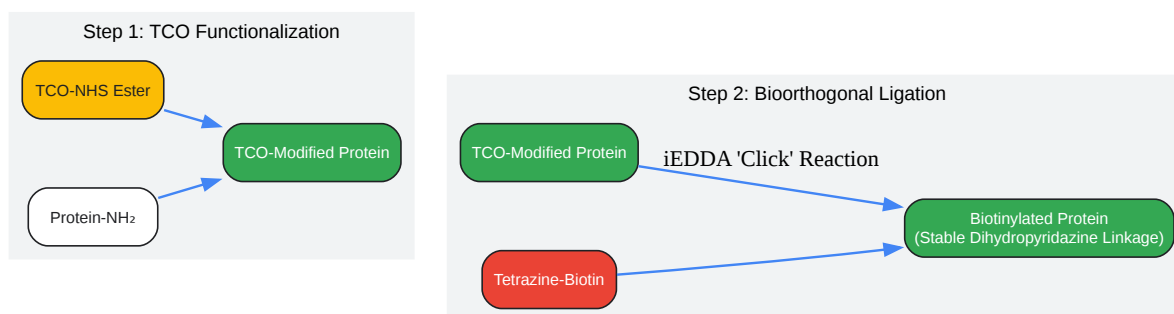 Step 1: TCO Functionalization
TCO-NHS Ester
TCO-Modified Protein
Protein-NH₂
Step 2: Bioorthogonal Ligation
TCO-Modified Protein
iEDDA 'Click' Reaction
Biotinylated Protein
(Stable Dihydropyridazine Linkage)
Tetrazine-Biotin